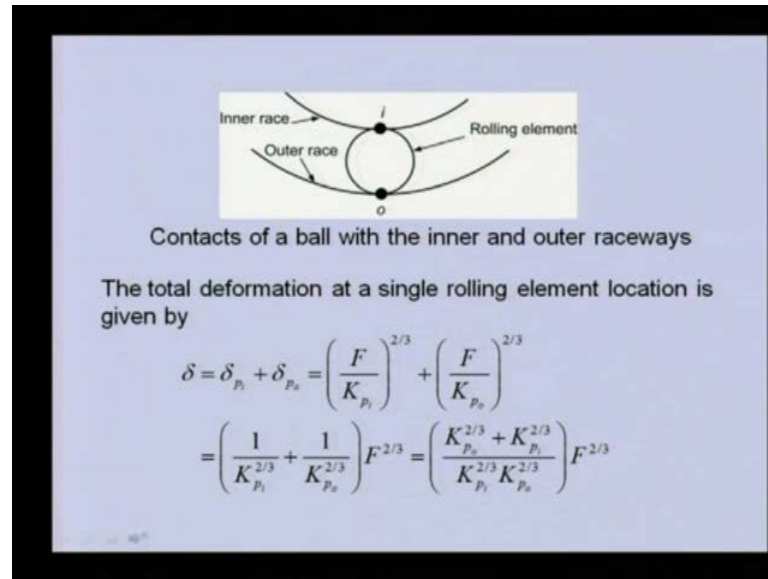 i
Inner race
Rolling element
Outer race
o
Contacts of a ball with the inner and outer raceways
The total deformation at a single rolling element location is
given by
δ = δ_{p_i} + δ_{p_o} = (F / K_{p_i})^{2/3} + (F / K_{p_o})^{2/3}
= (1 / K_{p_i}^{2/3} + 1 / K_{p_o}^{2/3}) F^{2/3} = ((K_{p_o}^{2/3} + K_{p_i}^{2/3}) / (K_{p_i}^{2/3} K_{p_o}^{2/3})) F^{2/3}